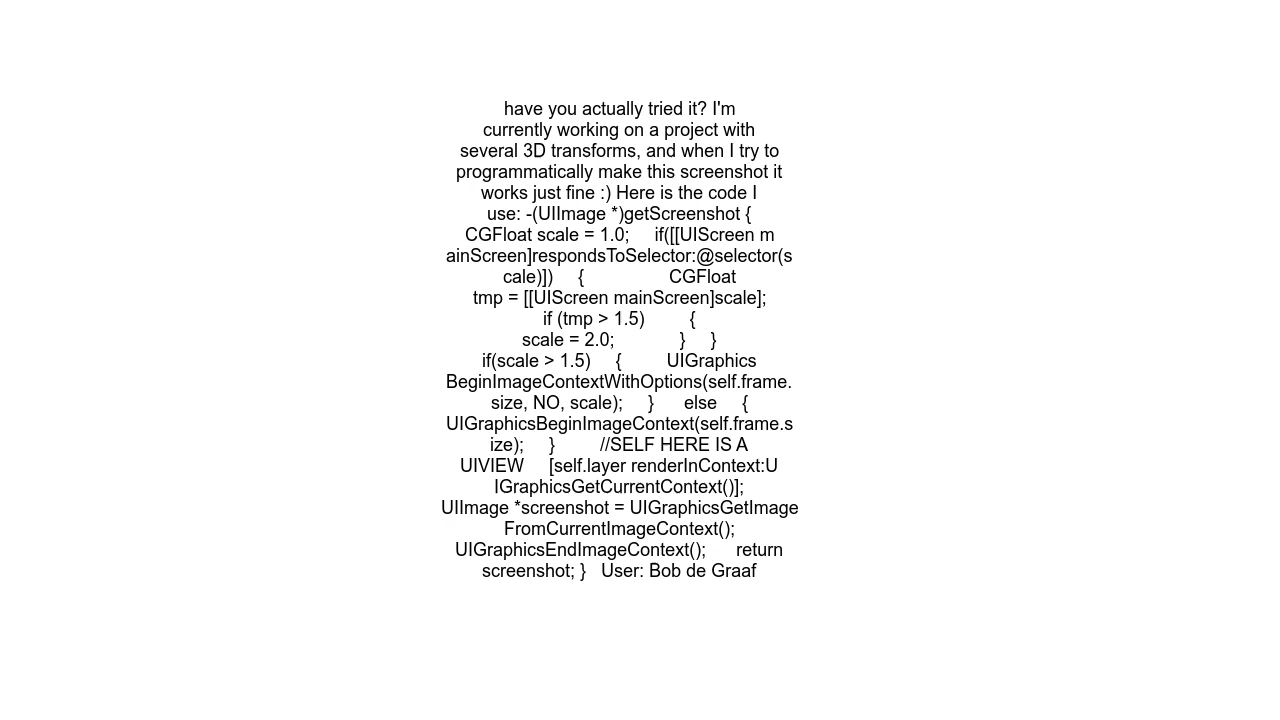 have you actually tried it? I'm
currently working on a project with
several 3D transforms, and when I try to
programmatically make this screenshot it
works just fine :) Here is the code I
use: -(UIImage *)getScreenshot {
CGFloat scale = 1.0;     if([[UIScreen m
ainScreen]respondsToSelector:@selector(s
cale)])     {                 CGFloat
tmp = [[UIScreen mainScreen]scale];
if (tmp > 1.5)         {
scale = 2.0;             }     }
if(scale > 1.5)     {         UIGraphics
BeginImageContextWithOptions(self.frame.
size, NO, scale);     }      else     {
UIGraphicsBeginImageContext(self.frame.s
ize);     }         //SELF HERE IS A
UIVIEW     [self.layer renderInContext:U
IGraphicsGetCurrentContext()];
UIImage *screenshot = UIGraphicsGetImage
FromCurrentImageContext();
UIGraphicsEndImageContext();      return
screenshot; }   User: Bob de Graaf